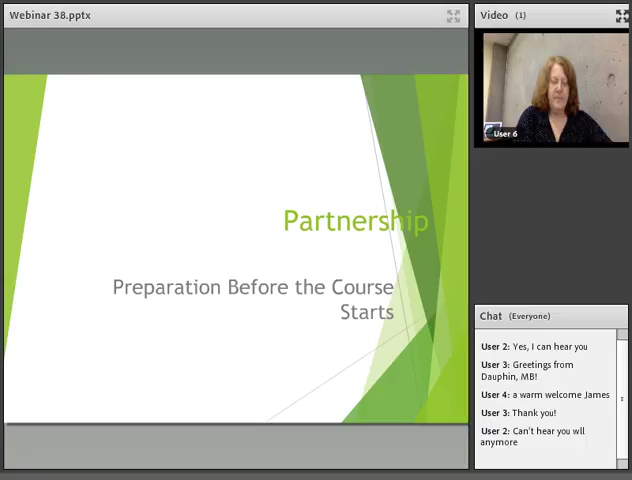 Webinar 38.pptx
Video (1)
User 6
Partnership
Preparation Before the Course
Starts
Chat (Everyone)
User 2: Yes, I can hear you
User 3: Greetings from
Dauphin, MB!
User 4: a warm welcome James
User 3: Thank you!
User 2: Can't hear you wll
anymore